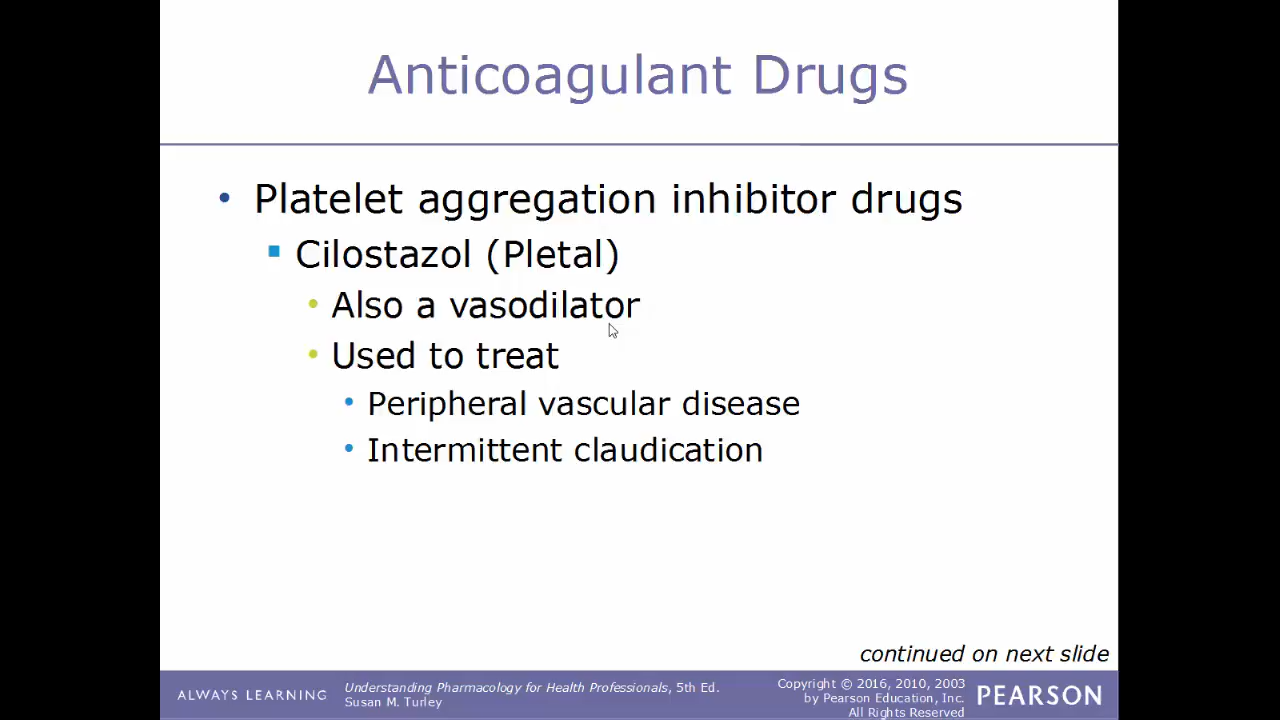 Anticoagulant Drugs
• Platelet aggregation inhibitor drugs
▪ Cilostazol (Pletal)
• Also a vasodilator
• Used to treat
• Peripheral vascular disease
• Intermittent claudication
continued on next slide
ALWAYS LEARNING
Understanding Pharmacology for Health Professionals, 5th Ed.
Susan M. Turley
Copyright © 2016, 2010, 2003
by Pearson Education, Inc.
All Rights Reserved
PEARSON